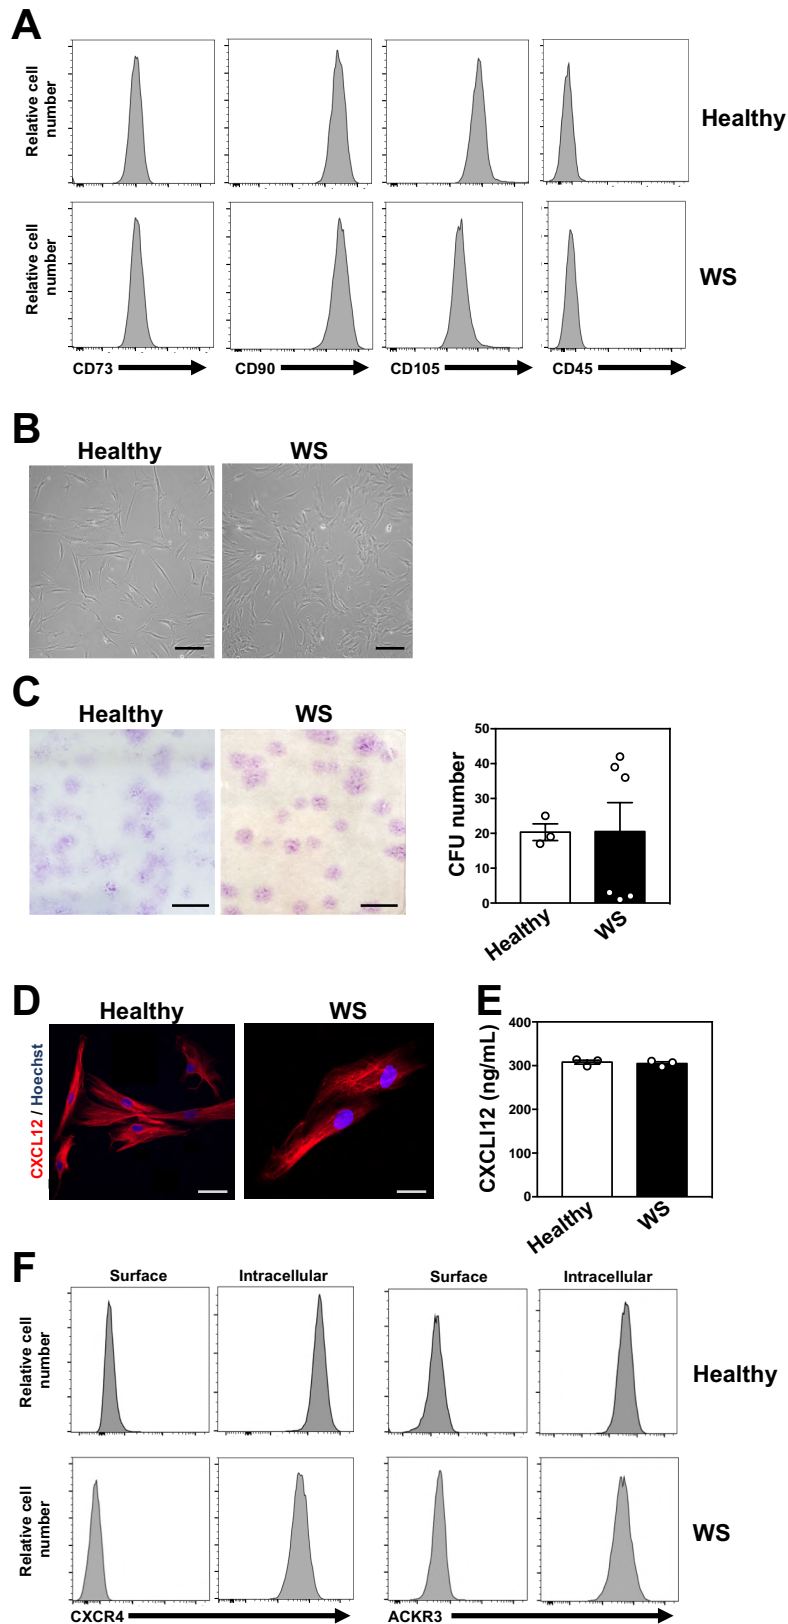 A
Relative cell
number
Healthy
Relative cell
number
WS
CD73
CD90
CD105
CD45
B
Healthy
WS
C
Healthy
WS
CFU number
50
40
30
20
10
0
Healthy
WS
D
Healthy
WS
CXCL12 / Hoechst
E
CXCLI12 (ng/mL)
400
300
200
100
0
Healthy
WS
F
Surface
Intracellular
Surface
Intracellular
Relative cell
number
Healthy
Relative cell
number
WS
CXCR4
ACKR3